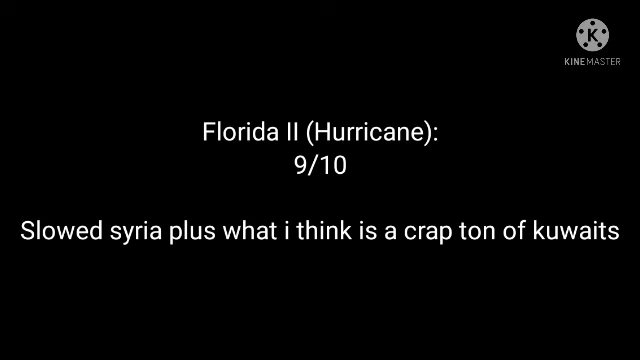 K
KINEMASTER
Florida II (Hurricane):
9/10
Slowed syria plus what i think is a crap ton of kuwaits